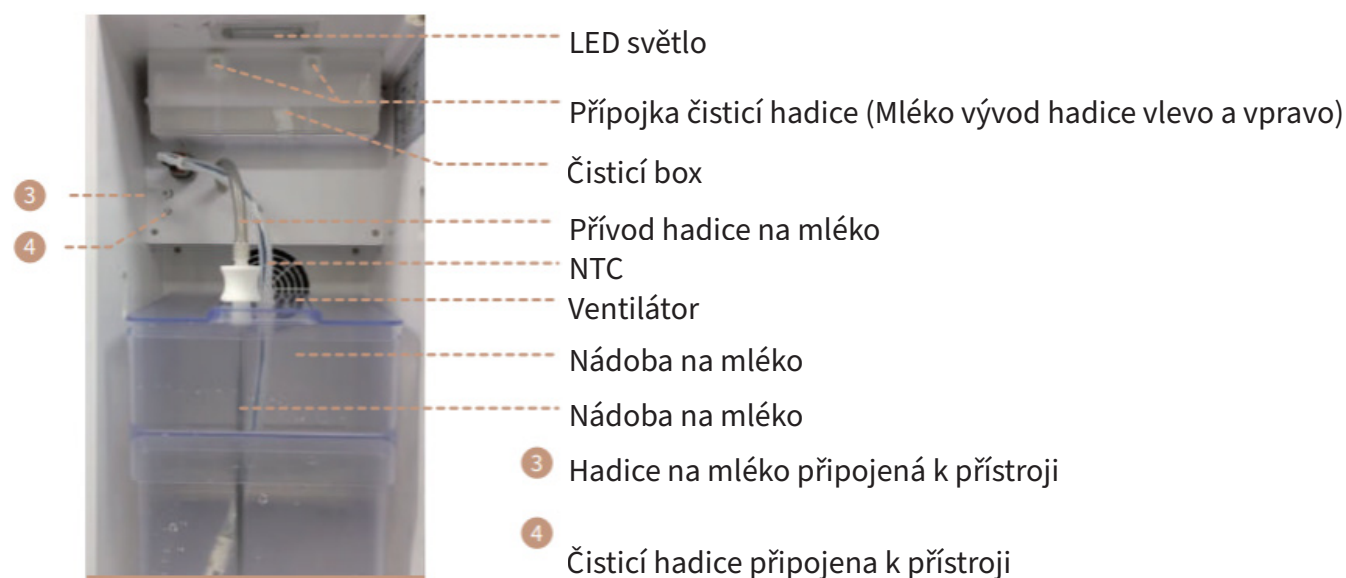 LED světlo
Přípojka čisticí hadice (Mléko vývod hadice vlevo a vpravo)
Čisticí box
3
Přívod hadice na mléko
4
NTC
Ventilátor
Nádoba na mléko
Nádoba na mléko
3 Hadice na mléko připojená k přístroji
4
Čisticí hadice připojena k přístroji